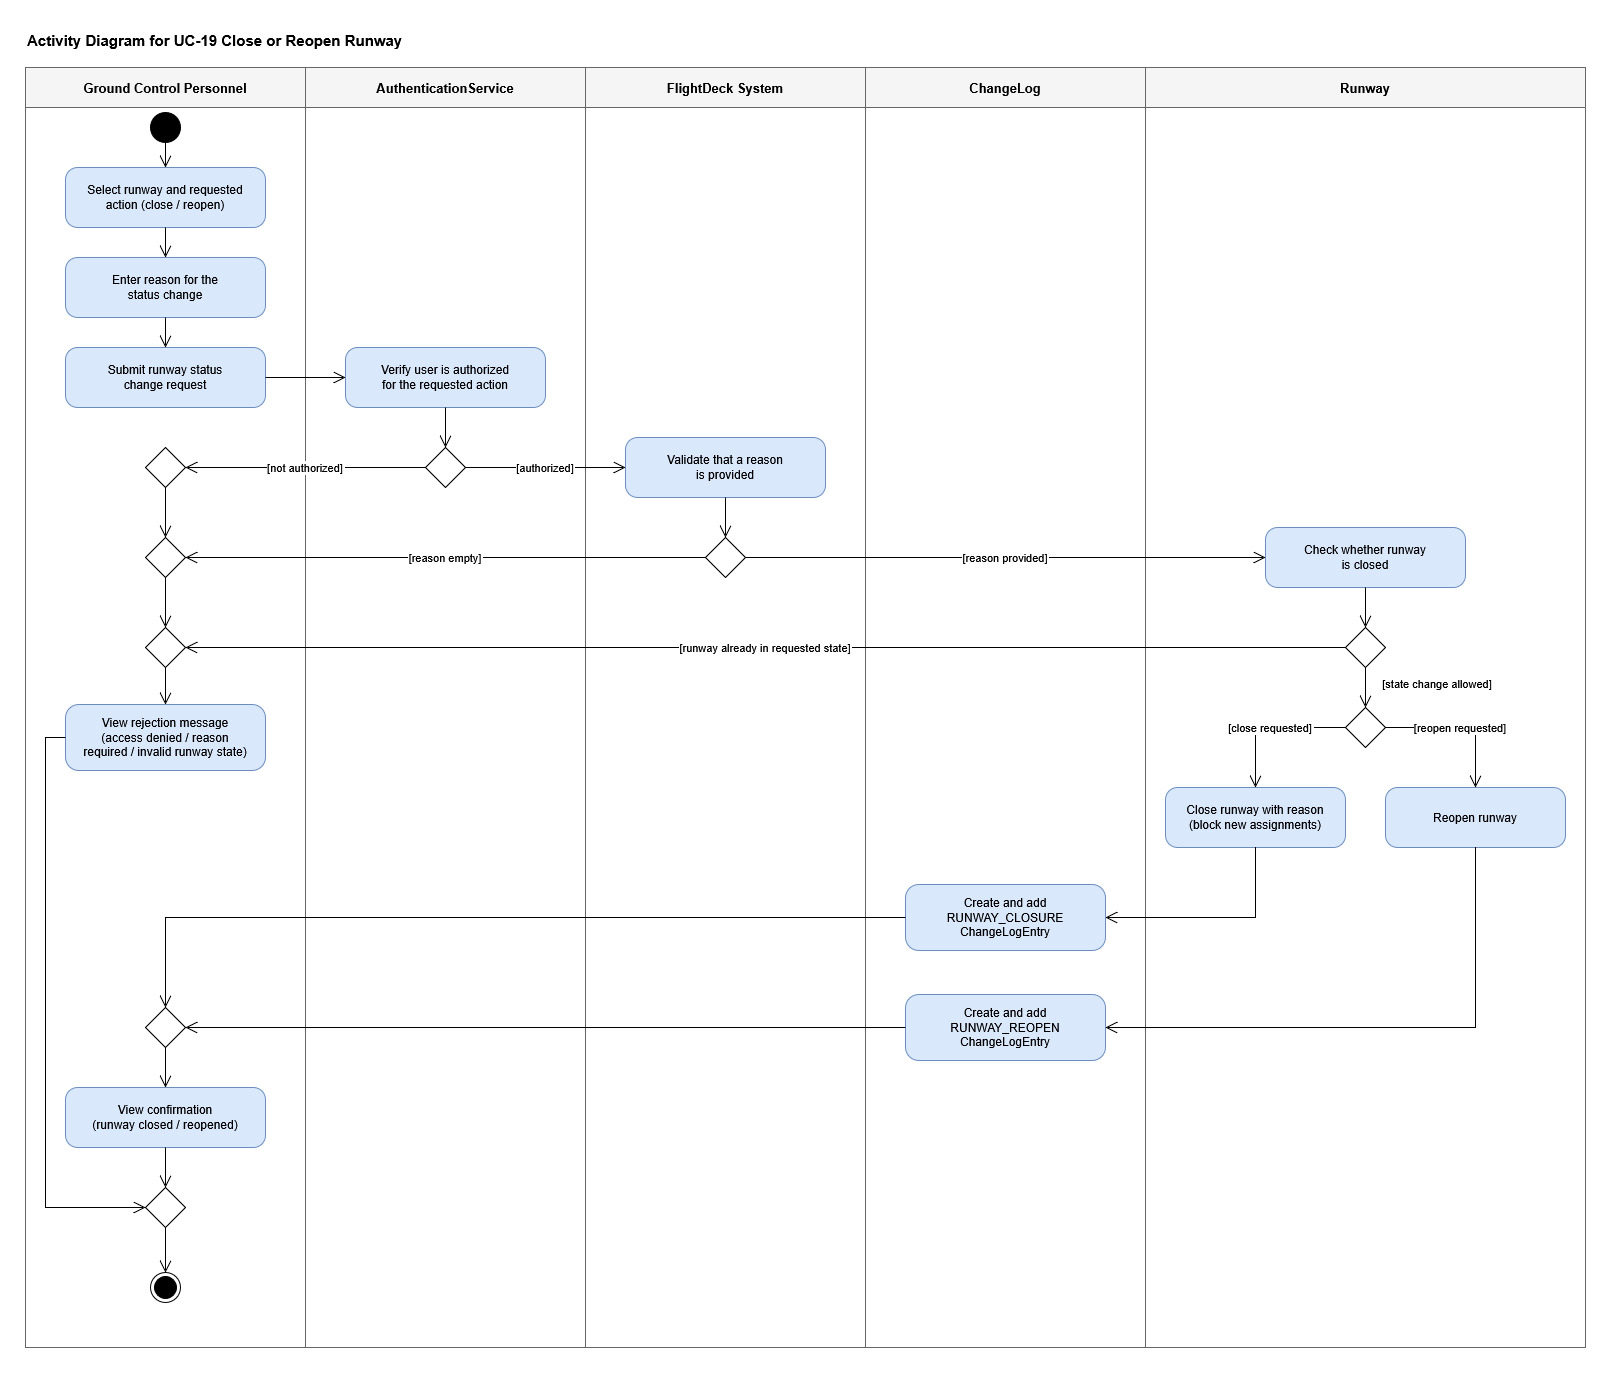 Activity Diagram for UC-19 Close or Reopen Runway
Ground Control Personnel
AuthenticationService
FlightDeck System
ChangeLog
Runway
Select runway and requested
action (close / reopen)
Enter reason for the
status change
Submit runway status
change request
Verify user is authorized
for the requested action
[not authorized]
[authorized]
Validate that a reason
is provided
[reason empty]
[reason provided]
Check whether runway
is closed
[runway already in requested state]
[state change allowed]
View rejection message
(access denied / reason
required / invalid runway state)
[close requested]
[reopen requested]
Close runway with reason
(block new assignments)
Reopen runway
Create and add
RUNWAY_CLOSURE
ChangeLogEntry
Create and add
RUNWAY_REOPEN
ChangeLogEntry
View confirmation
(runway closed / reopened)